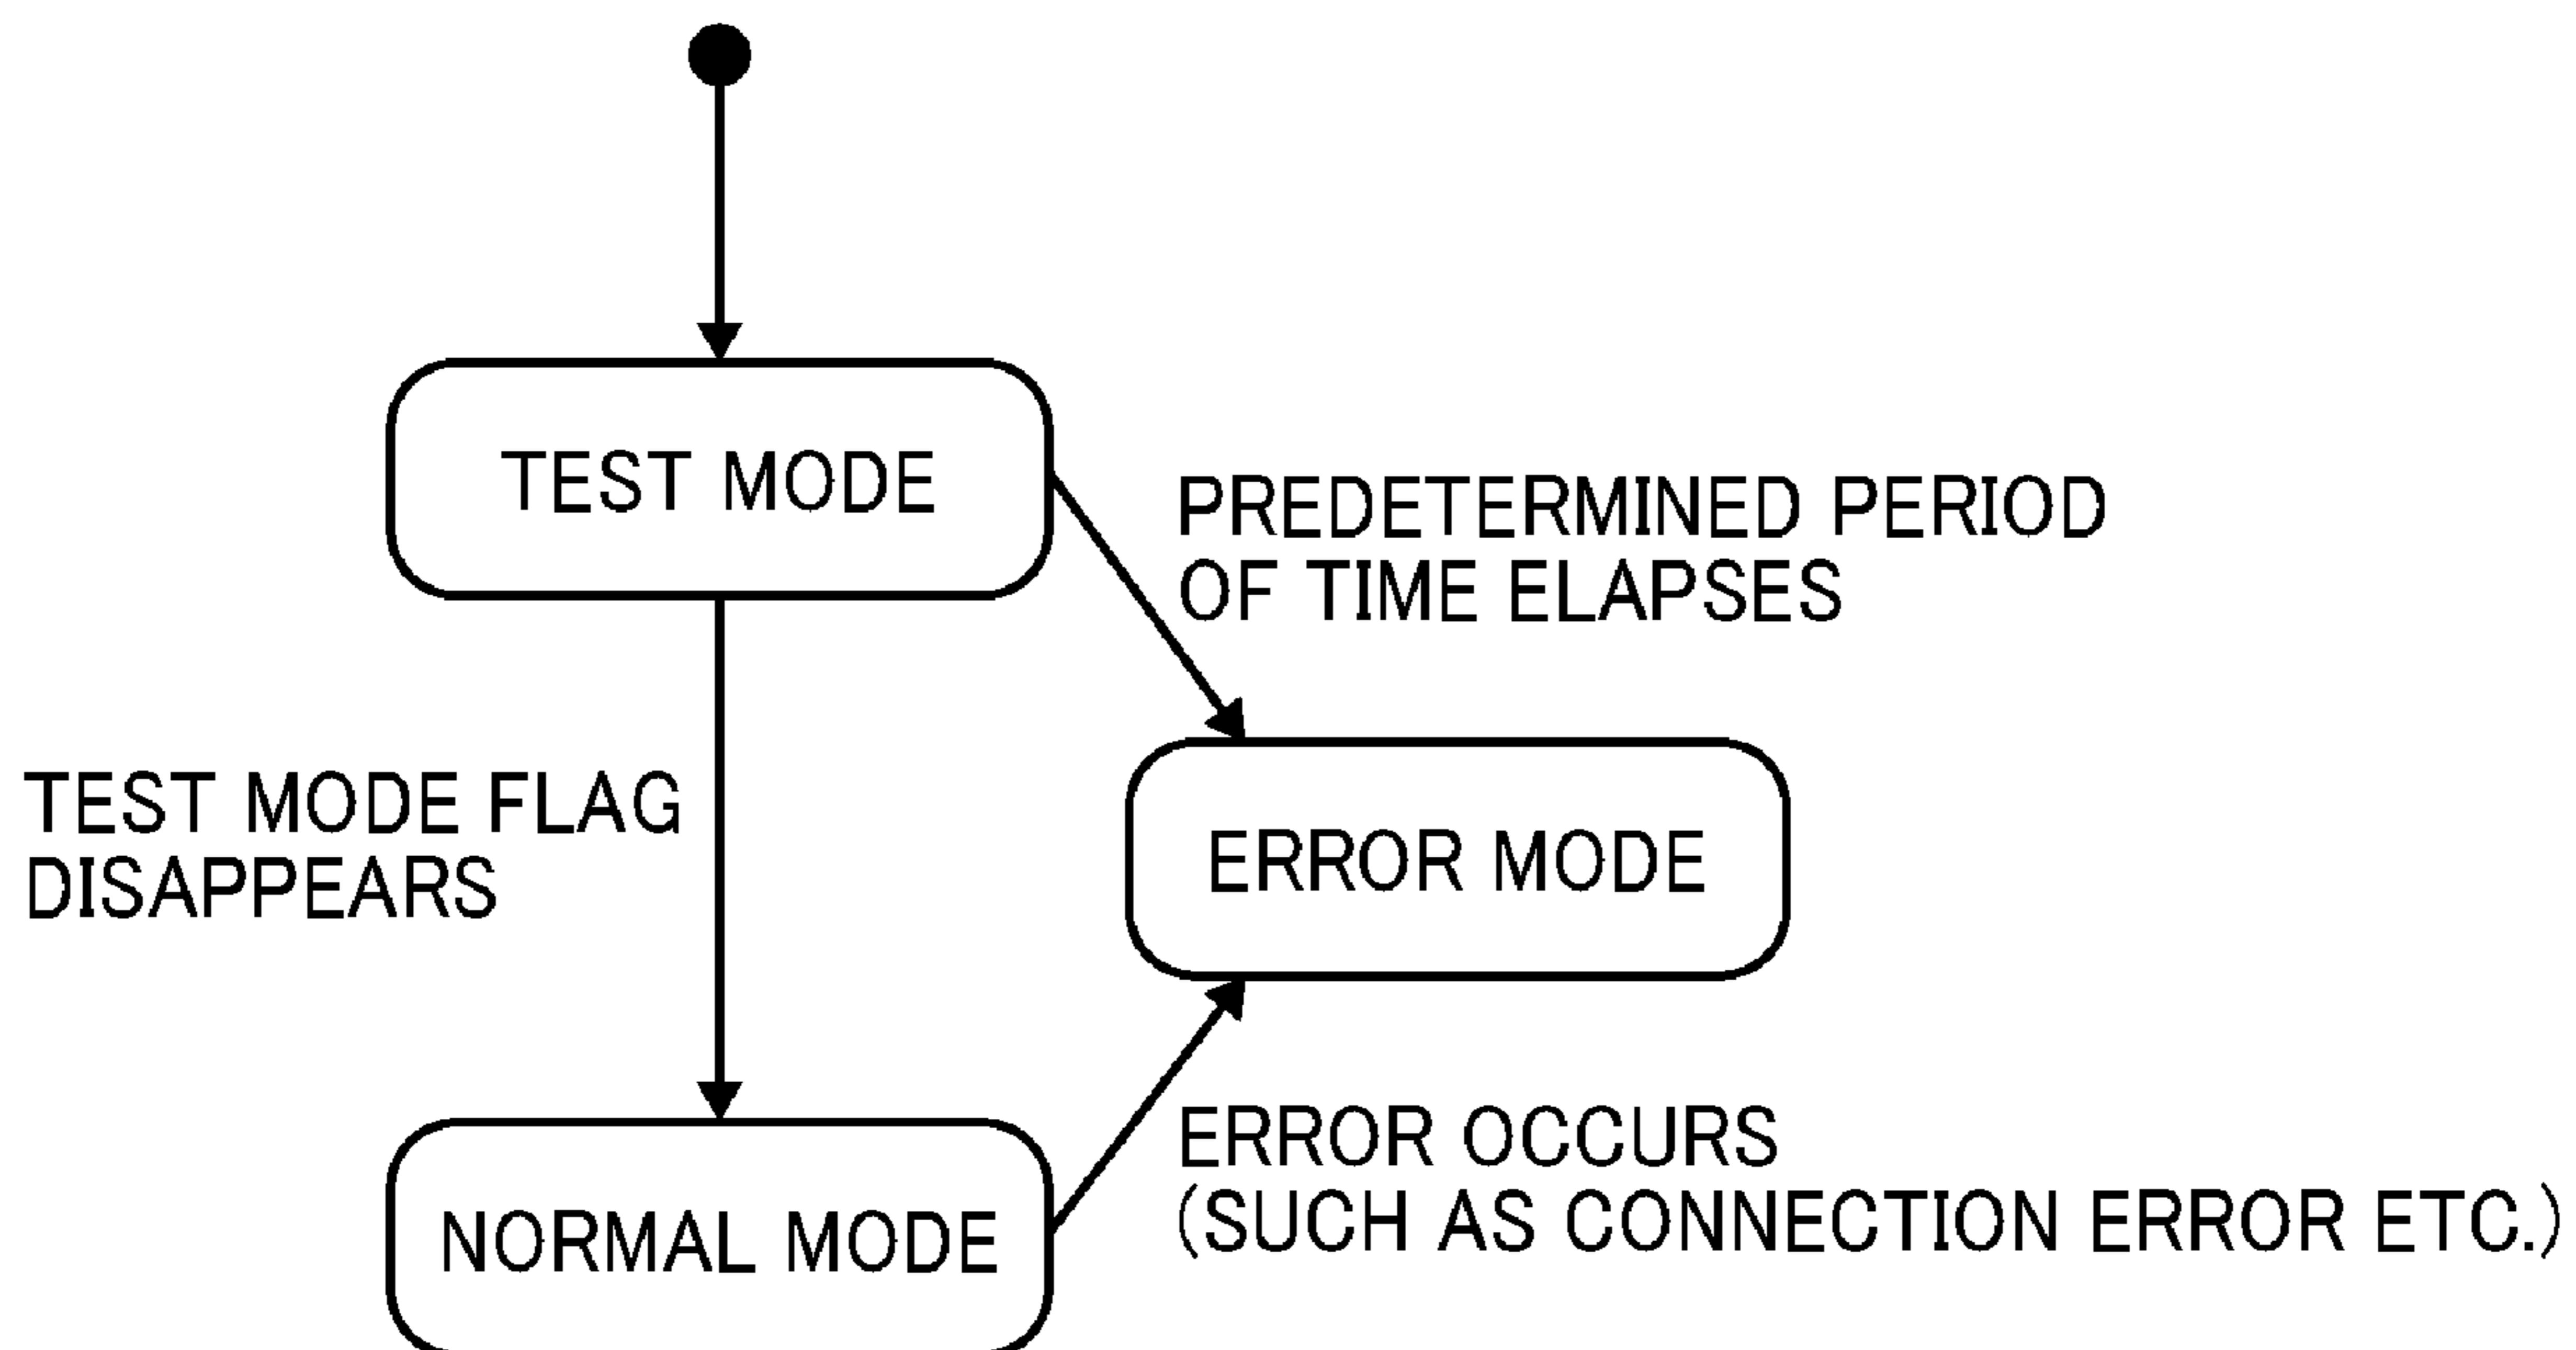 TEST MODE
PREDETERMINED PERIOD
OF TIME ELAPSES
TEST MODE FLAG
DISAPPEARS
ERROR MODE
ERROR OCCURS
(SUCH AS CONNECTION ERROR ETC.)
NORMAL MODE